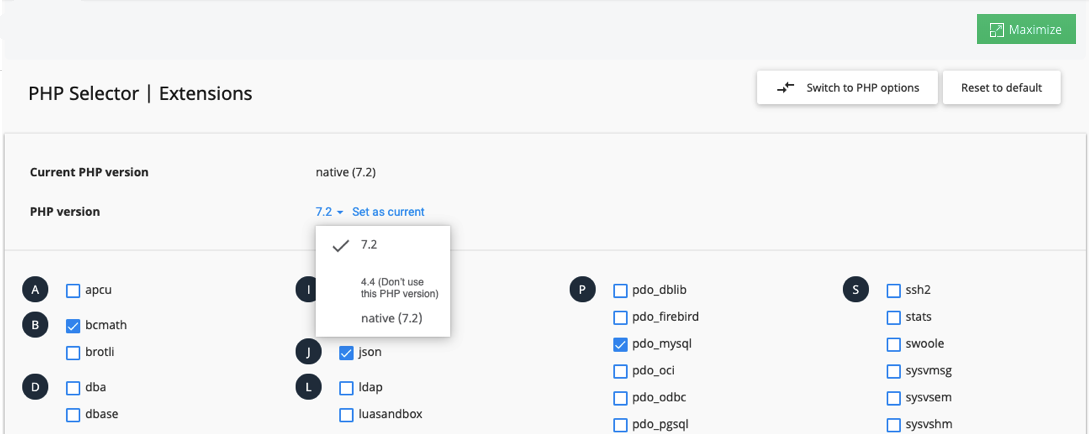 Maximize
PHP Selector | Extensions
Switch to PHP options
Reset to default
Current PHP version
native (7.2)
PHP version
7.2
Set as current
7.2
4.4 (Don't use
this PHP version)
native (7.2)
A
apcu
B
bcmath
brotli
D
dba
dbase
I
J
json
L
ldap
luasandbox
P
pdo_dblib
pdo_firebird
pdo_mysql
pdo_oci
pdo_odbc
pdo_pgsql
S
ssh2
stats
swoole
sysvmsg
sysvsem
sysvshm